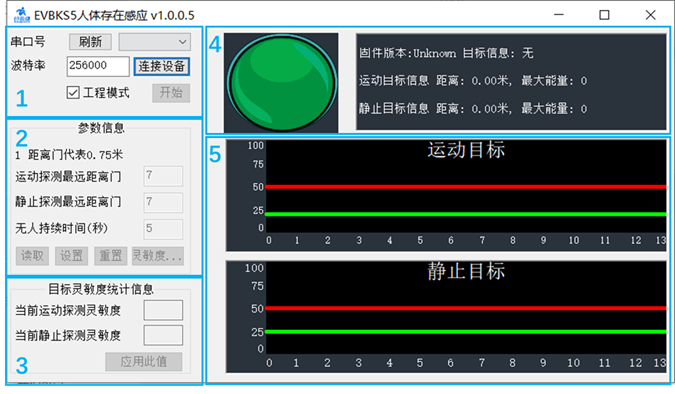 EVBKS5人体存在感应 v1.0.0.5
串口号 刷新
波特率 256000 连接设备
工程模式 开始
1
2
参数信息
1 距离门代表0.75米
运动探测最远距离门 7
静止探测最远距离门 7
无人持续时间(秒) 5
读取 设置 重置 灵敏度...
目标灵敏度统计信息
当前运动探测灵敏度
当前静止探测灵敏度
3
应用此值
4
固件版本:Unknown 目标信息: 无
运动目标信息 距离: 0.00米, 最大能量: 0
静止目标信息 距离: 0.00米, 最大能量: 0
5
运动目标
100
75
50
25
0
0 1 2 3 4 5 6 7 8 9 10 11 12 13
静止目标
100
75
50
25
0
0 1 2 3 4 5 6 7 8 9 10 11 12 13